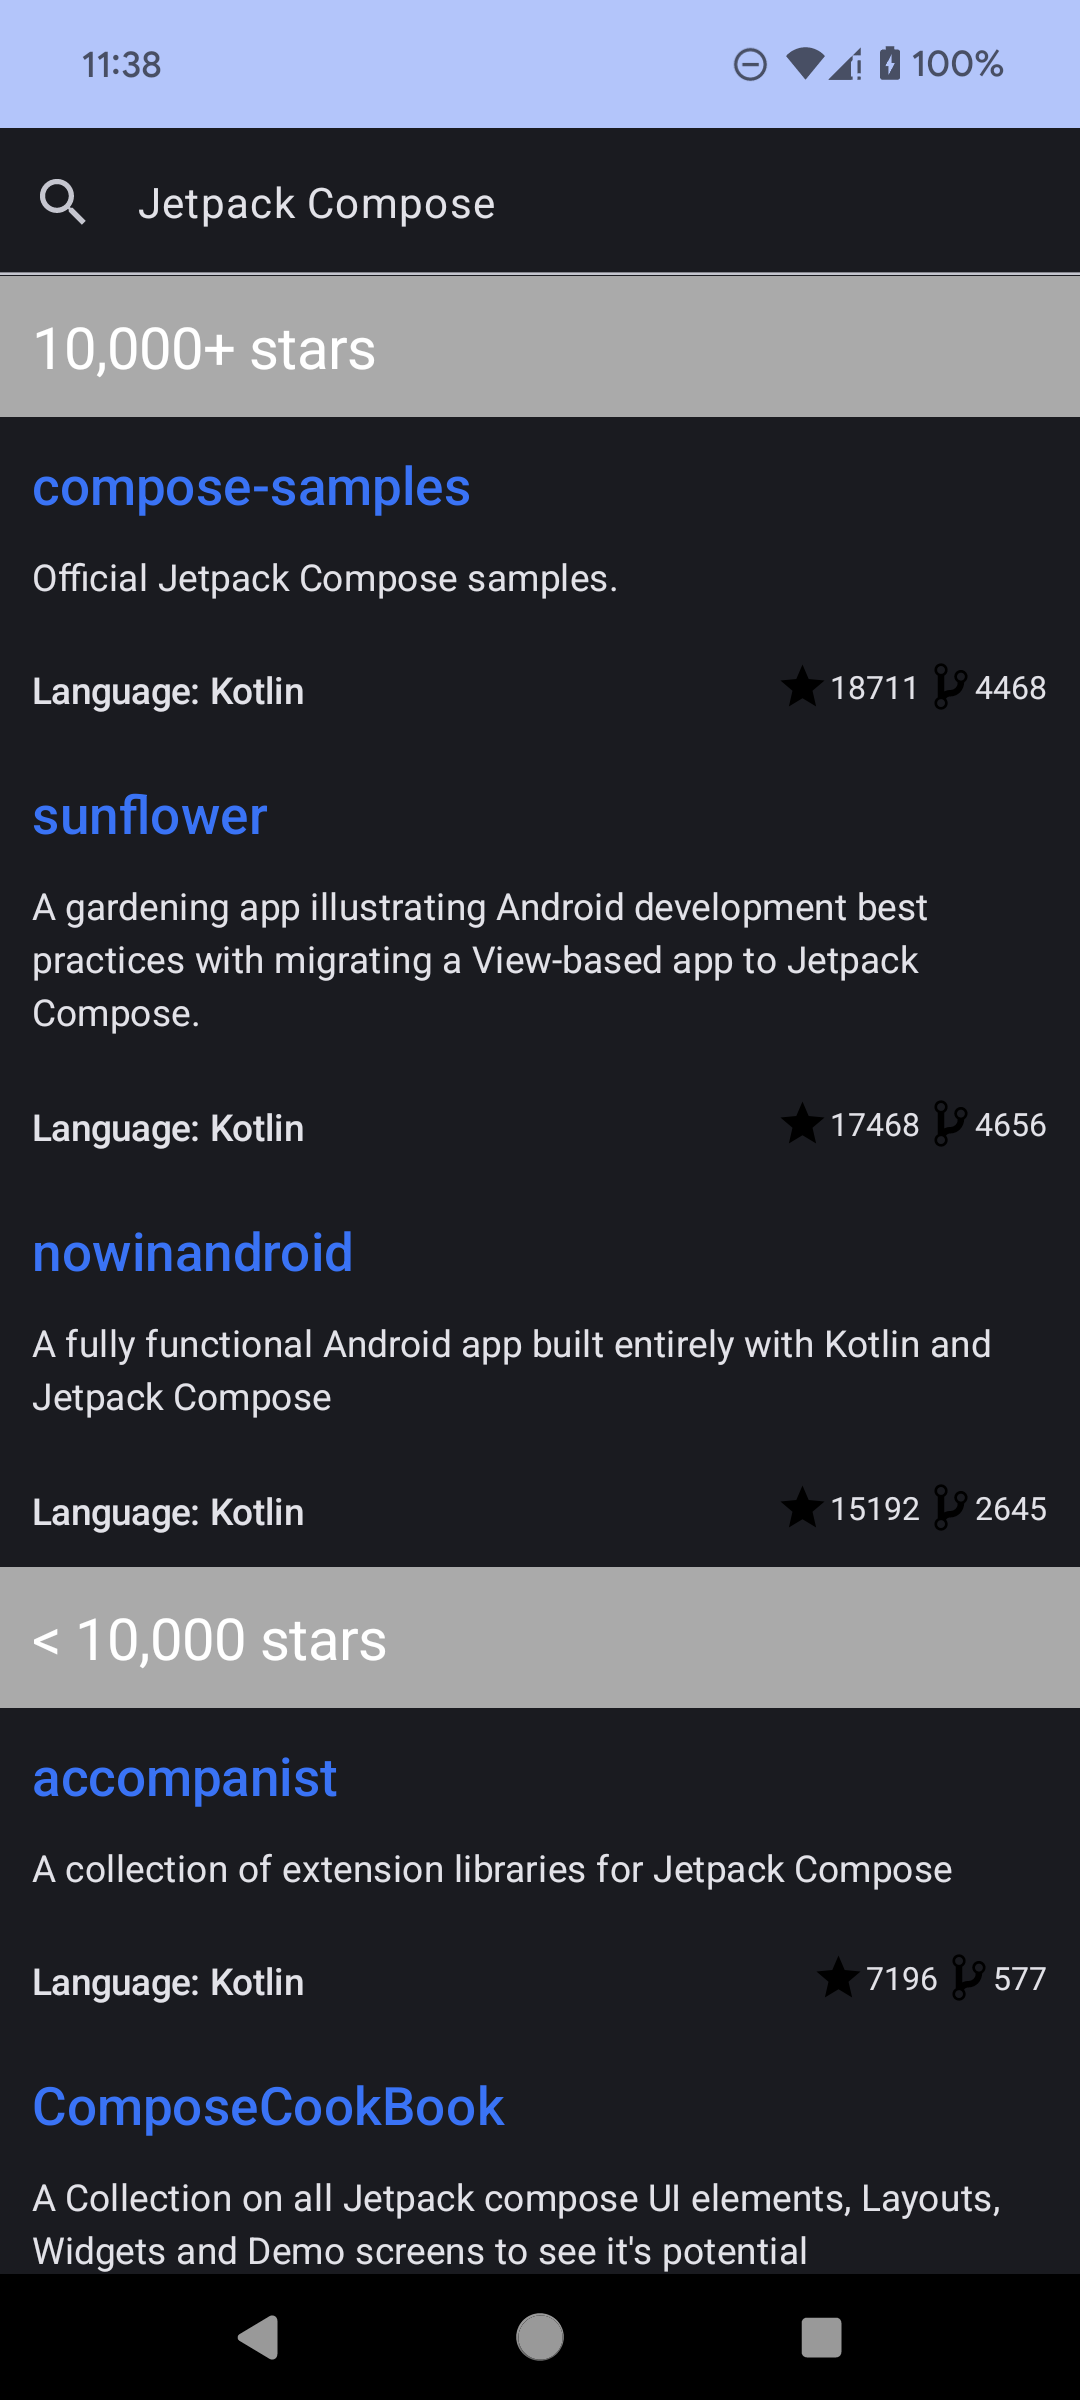 11:38
100%
Jetpack Compose
10,000+ stars
compose-samples
Official Jetpack Compose samples.
Language: Kotlin 18711 4468
sunflower
A gardening app illustrating Android development best
practices with migrating a View-based app to Jetpack
Compose.
Language: Kotlin 17468 4656
nowinandroid
A fully functional Android app built entirely with Kotlin and
Jetpack Compose
Language: Kotlin 15192 2645
< 10,000 stars
accompanist
A collection of extension libraries for Jetpack Compose
Language: Kotlin 7196 577
ComposeCookBook
A Collection on all Jetpack compose UI elements, Layouts,
Widgets and Demo screens to see it's potential